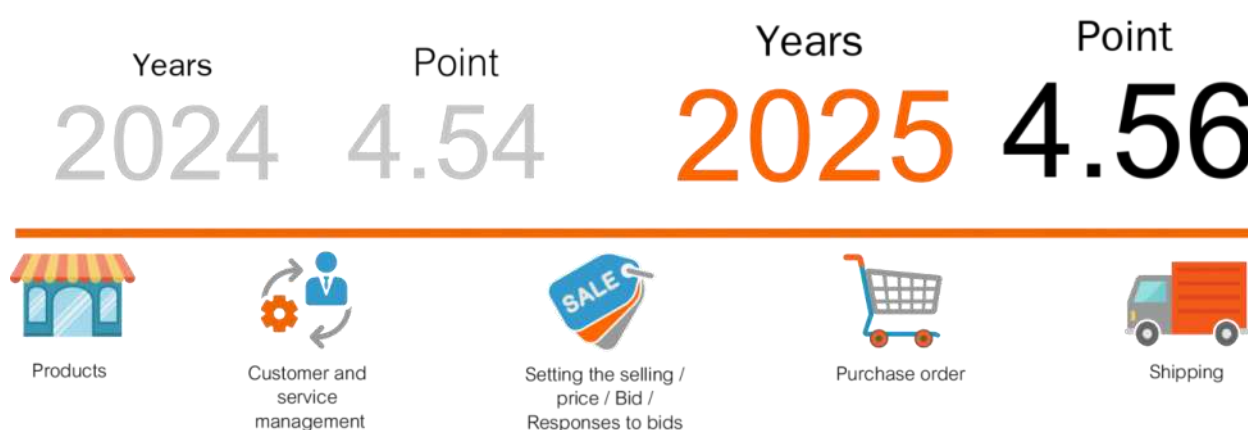 Years
Point
2024
4.54
Years
Point
2025
4.56
Products
Customer and
service
management
SALE
Setting the selling /
price / Bid /
Responses to bids
Purchase order
Shipping